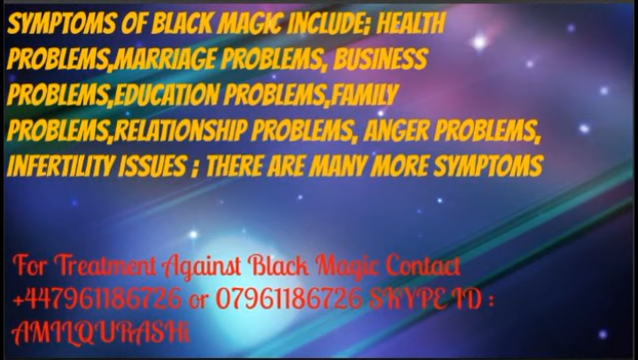 SYMPTOMS OF BLACK MAGIC INCLUDE; HEALTH
PROBLEMS,MARRIAGE PROBLEMS, BUSINESS
PROBLEMS,EDUCATION PROBLEMS,FAMILY
PROBLEMS,RELATIONSHIP PROBLEMS, ANGER PROBLEMS,
INFERTILITY ISSUES ; THERE ARE MANY MORE SYMPTOMS
For Treatment Against Black Magic Contact
+447961186726 or 07961186726 SKYPE ID :
AMILQURASHi